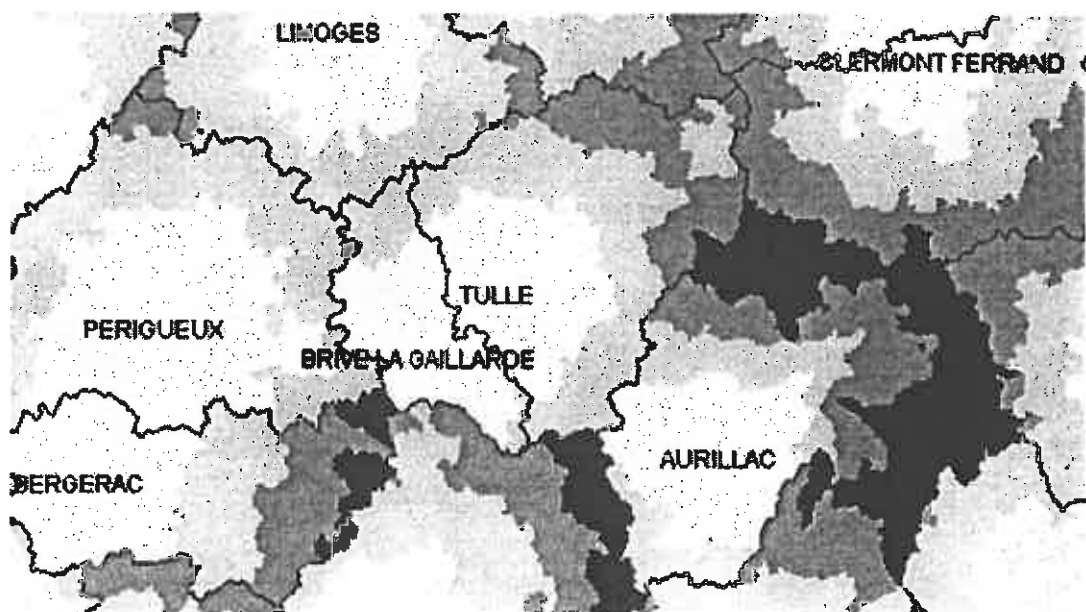 LIMOGES
CLERMONT FERRAND
TULLE
PERIGUEUX
BRIVE LA GAILLARDE
AURILLAC
BERGERAC